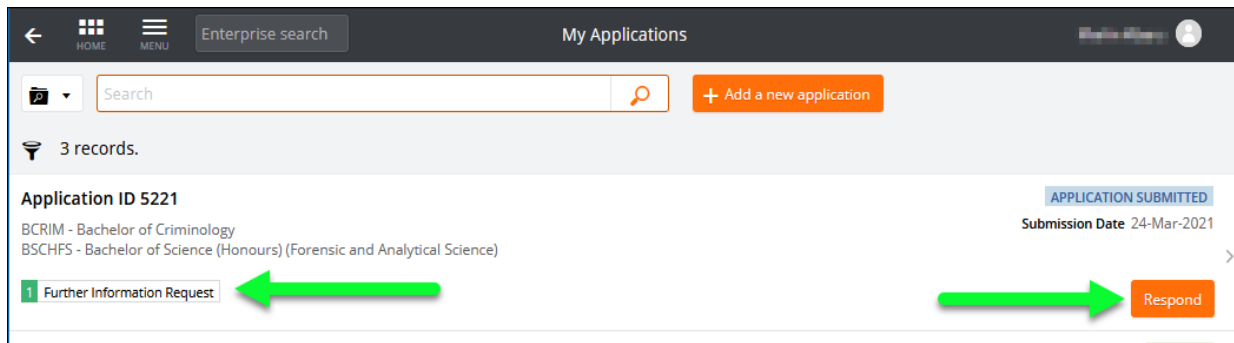 HOME
MENU
Enterprise search
My Applications
Search
+ Add a new application
3 records.
Application ID 5221
APPLICATION SUBMITTED
BCRIM - Bachelor of Criminology
Submission Date 24-Mar-2021
BSCHFS - Bachelor of Science (Honours) (Forensic and Analytical Science)
1 Further Information Request
Respond